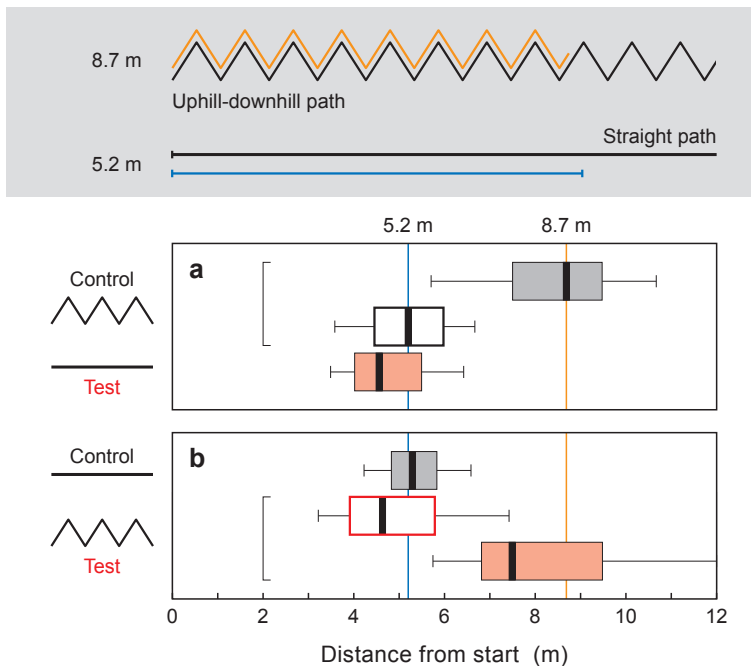 8.7 m
Uphill-downhill path
Straight path
5.2 m
5.2 m 8.7 m
a
Control
Test
b
Control
Test
0 2 4 6 8 10 12
Distance from start (m)